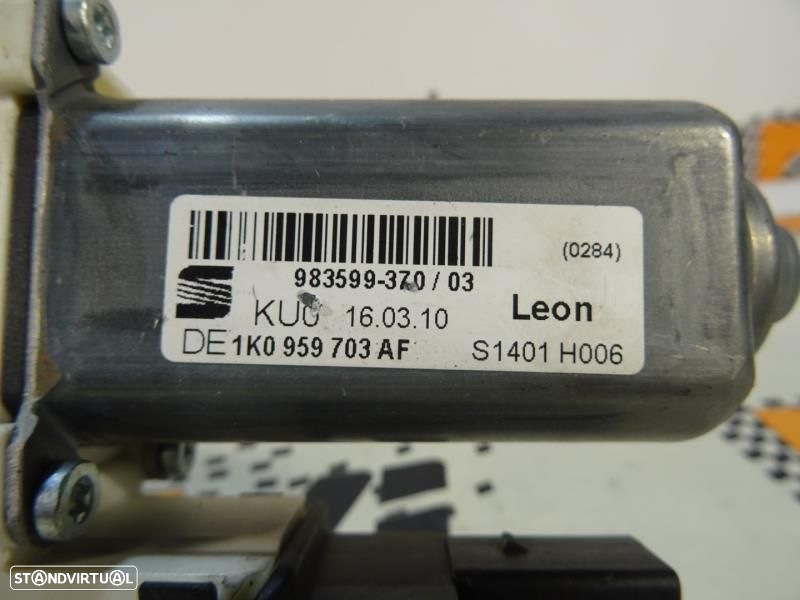 (0284)
983599-370 / 03
KU0 16.03.10 Leon
DE 1K0 959 703 AF S1401 H006
STANDVIRTUAL